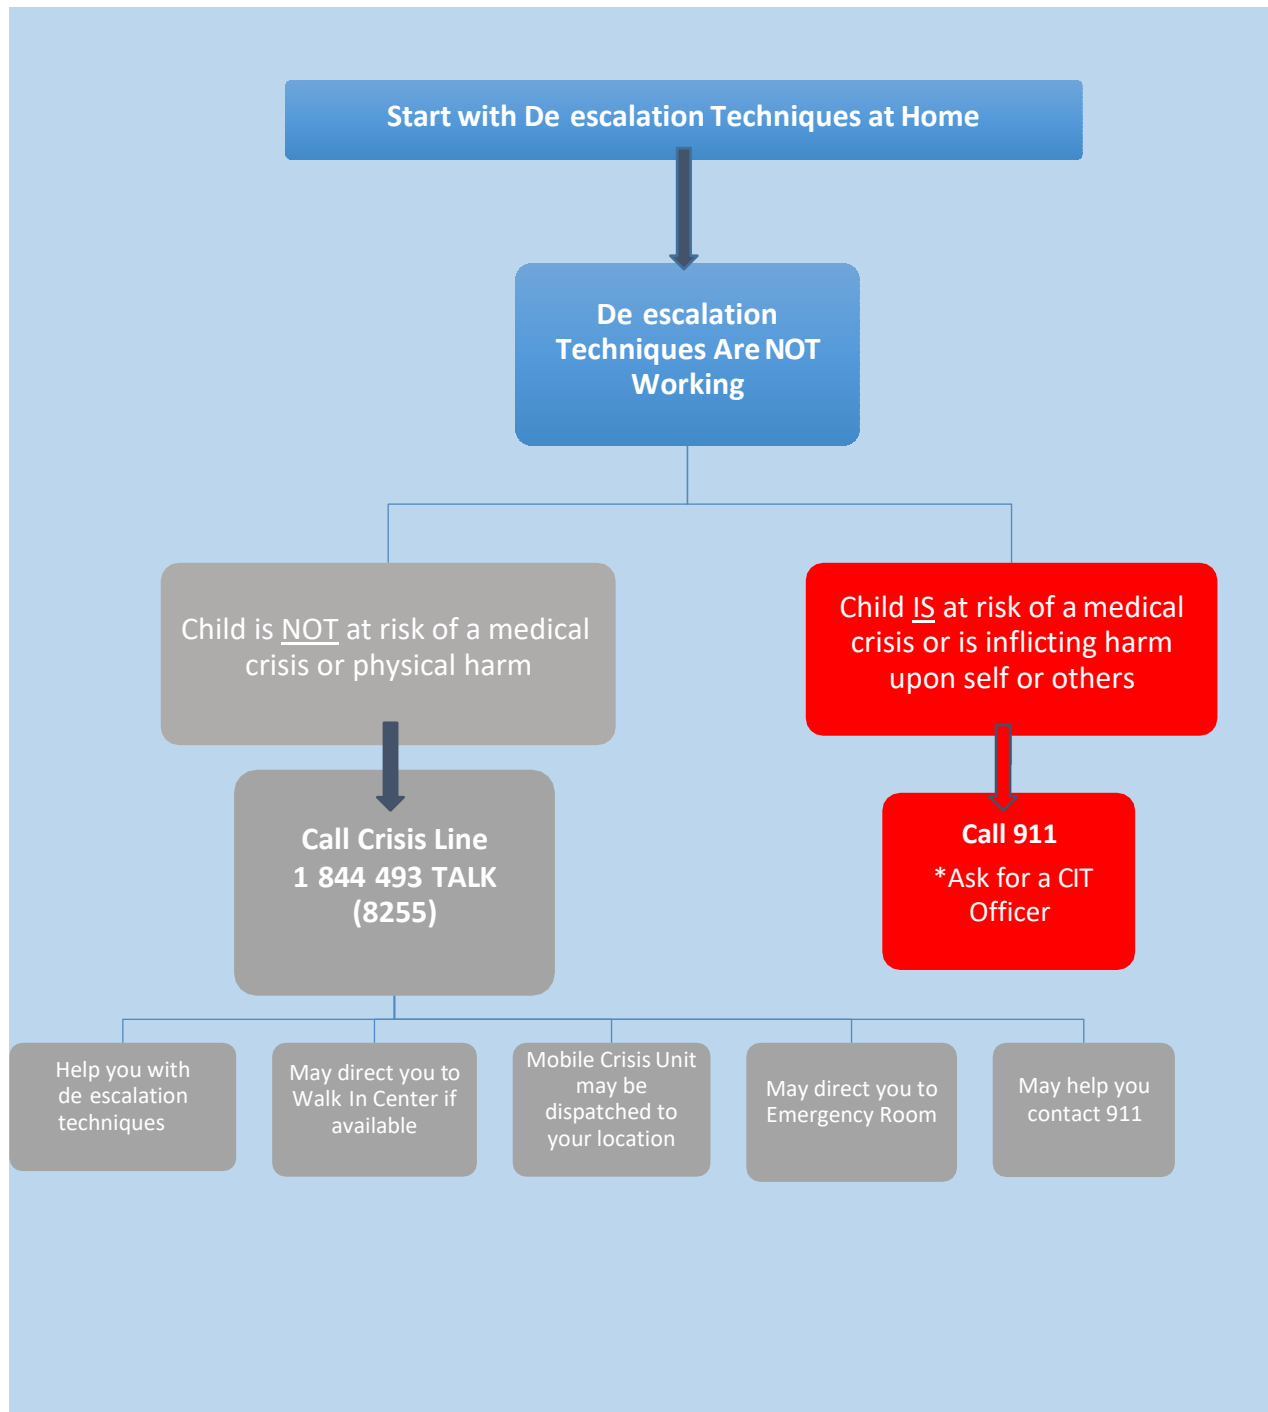 Start with De escalation Techniques at Home
De escalation
Techniques Are NOT
Working
Child is NOT at risk of a medical
crisis or physical harm
Child IS at risk of a medical
crisis or is inflicting harm
upon self or others
Call Crisis Line
1 844 493 TALK
(8255)
Call 911
*Ask for a CIT
Officer
Help you with
de escalation
techniques
May direct you to
Walk In Center if
available
Mobile Crisis Unit
may be
dispatched to
your location
May direct you to
Emergency Room
May help you
contact 911